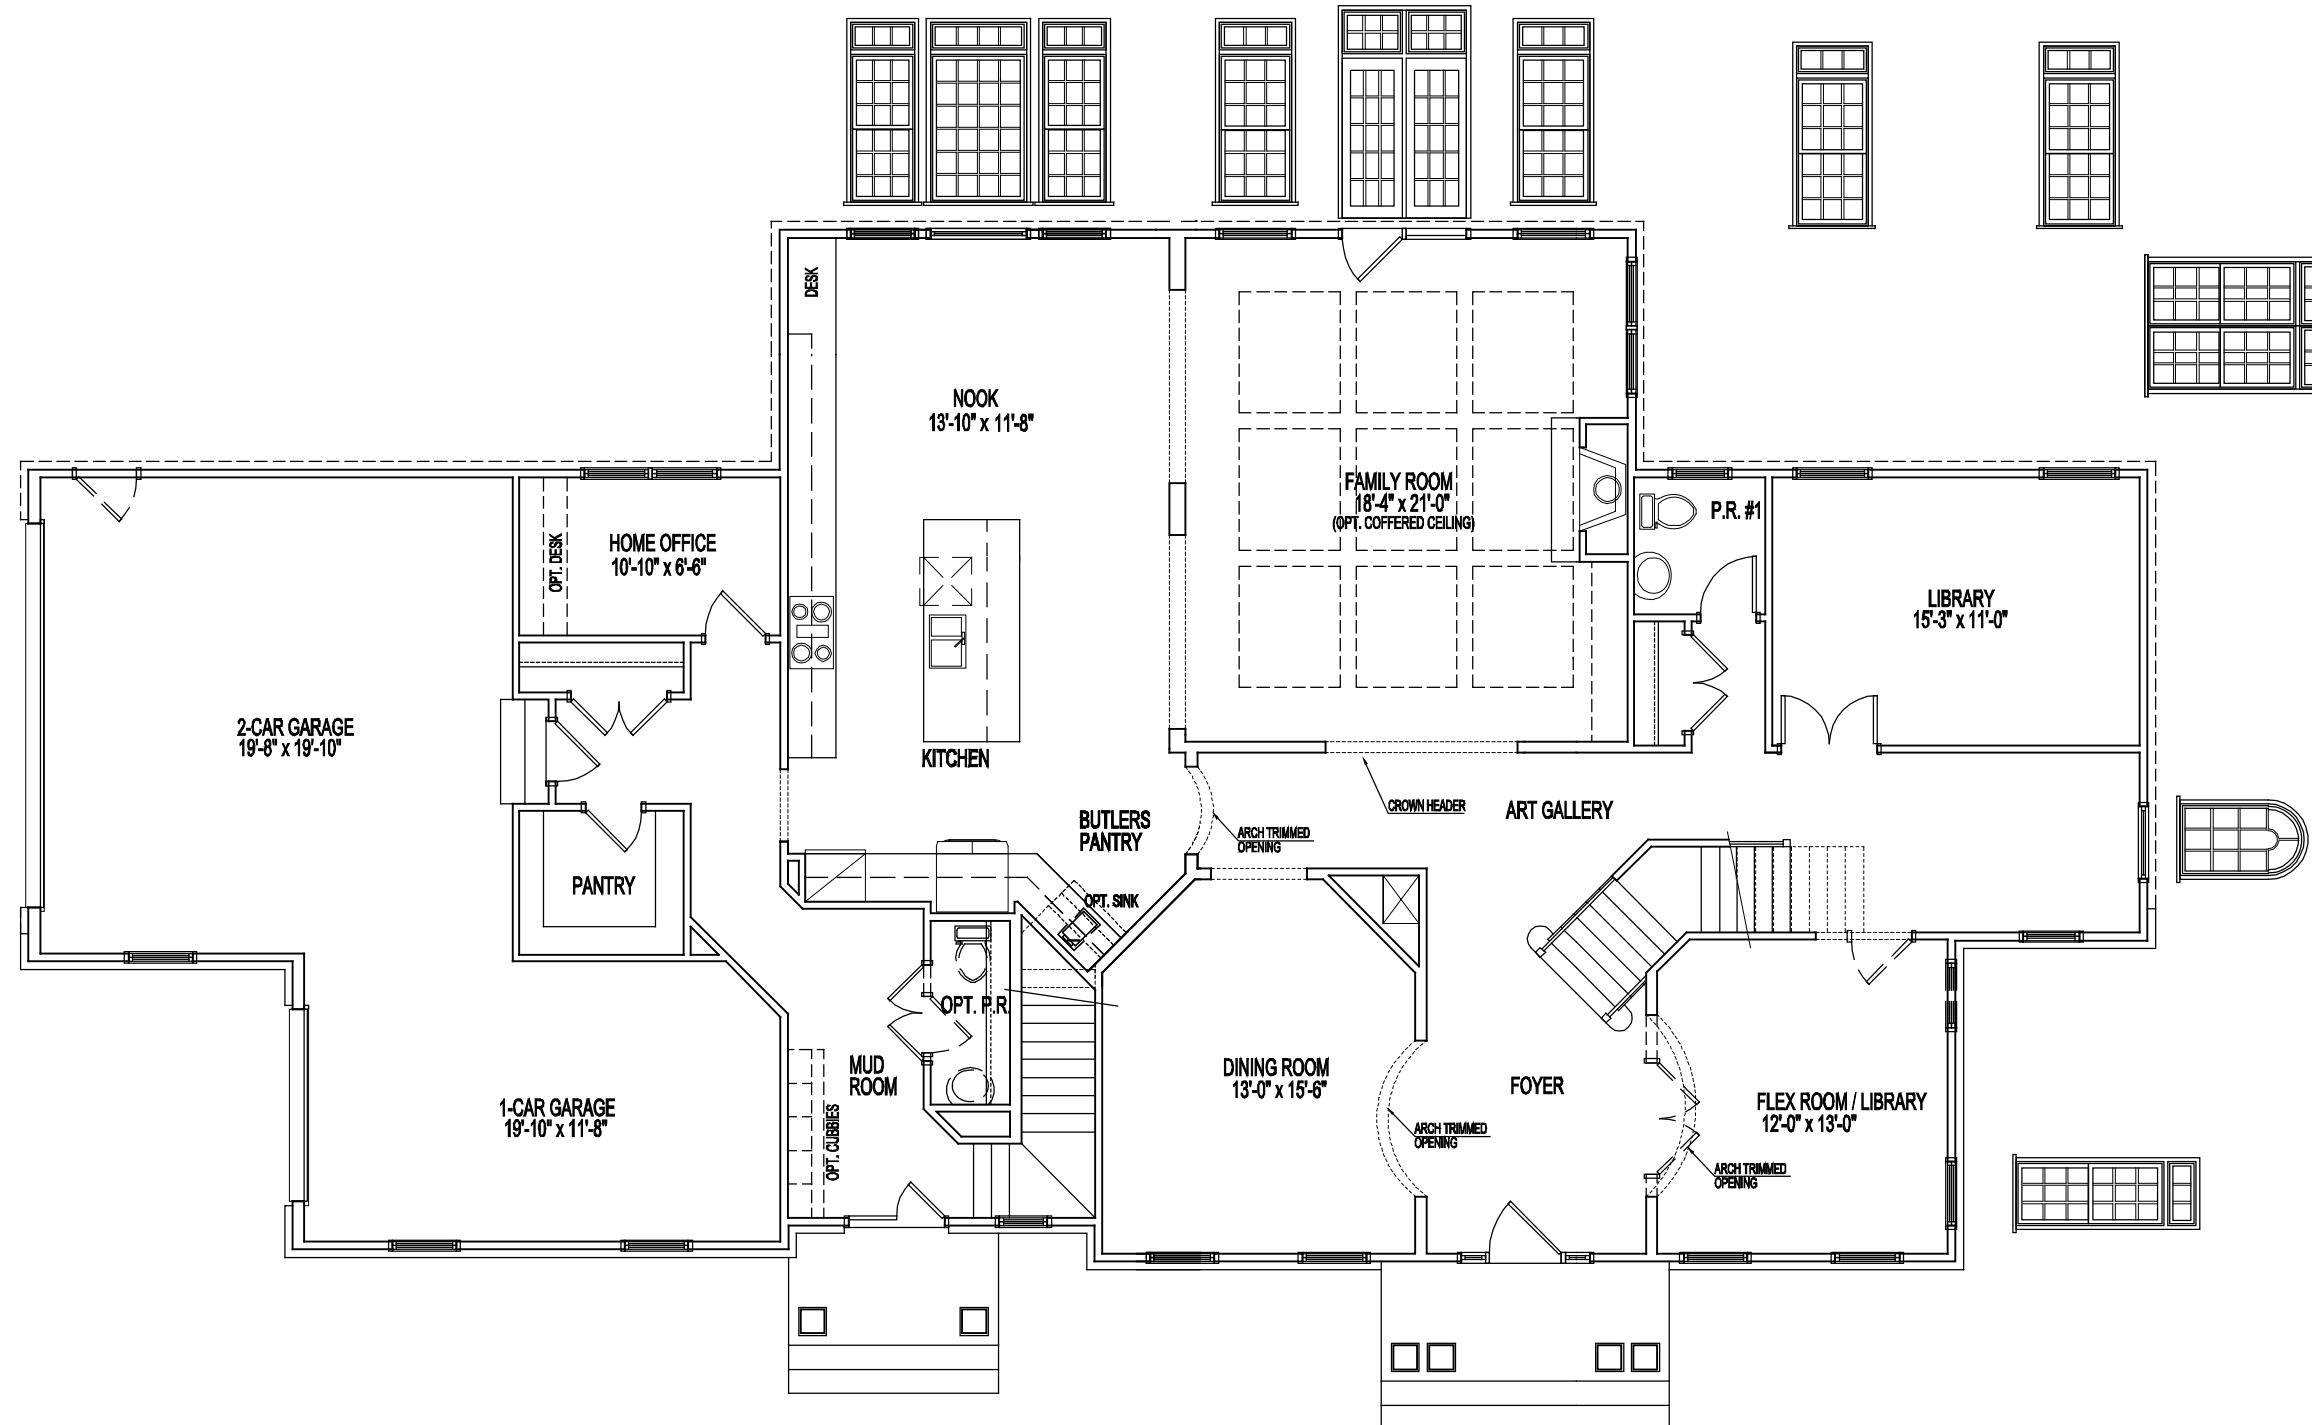 DESK
NOOK
13'-10" x 11'-8"
FAMILY ROOM
18'-4" x 21'-0"
(OPT. COFFERED CEILING)
P.R. #1
HOME OFFICE
10'-10" x 6'-6"
OPT. DESK
LIBRARY
15'-3" x 11'-0"
2-CAR GARAGE
19'-8" x 19'-10"
KITCHEN
CROWN HEADER
ART GALLERY
BUTLERS
PANTRY
ARCH TRIMMED
OPENING
PANTRY
OPT. SINK
OPT. P.R.
MUD
ROOM
DINING ROOM
13'-0" x 15'-6"
FOYER
1-CAR GARAGE
19'-10" x 11'-8"
OPT. CUBBIES
ARCH TRIMMED
OPENING
FLEX ROOM / LIBRARY
12'-0" x 13'-0"
ARCH TRIMMED
OPENING